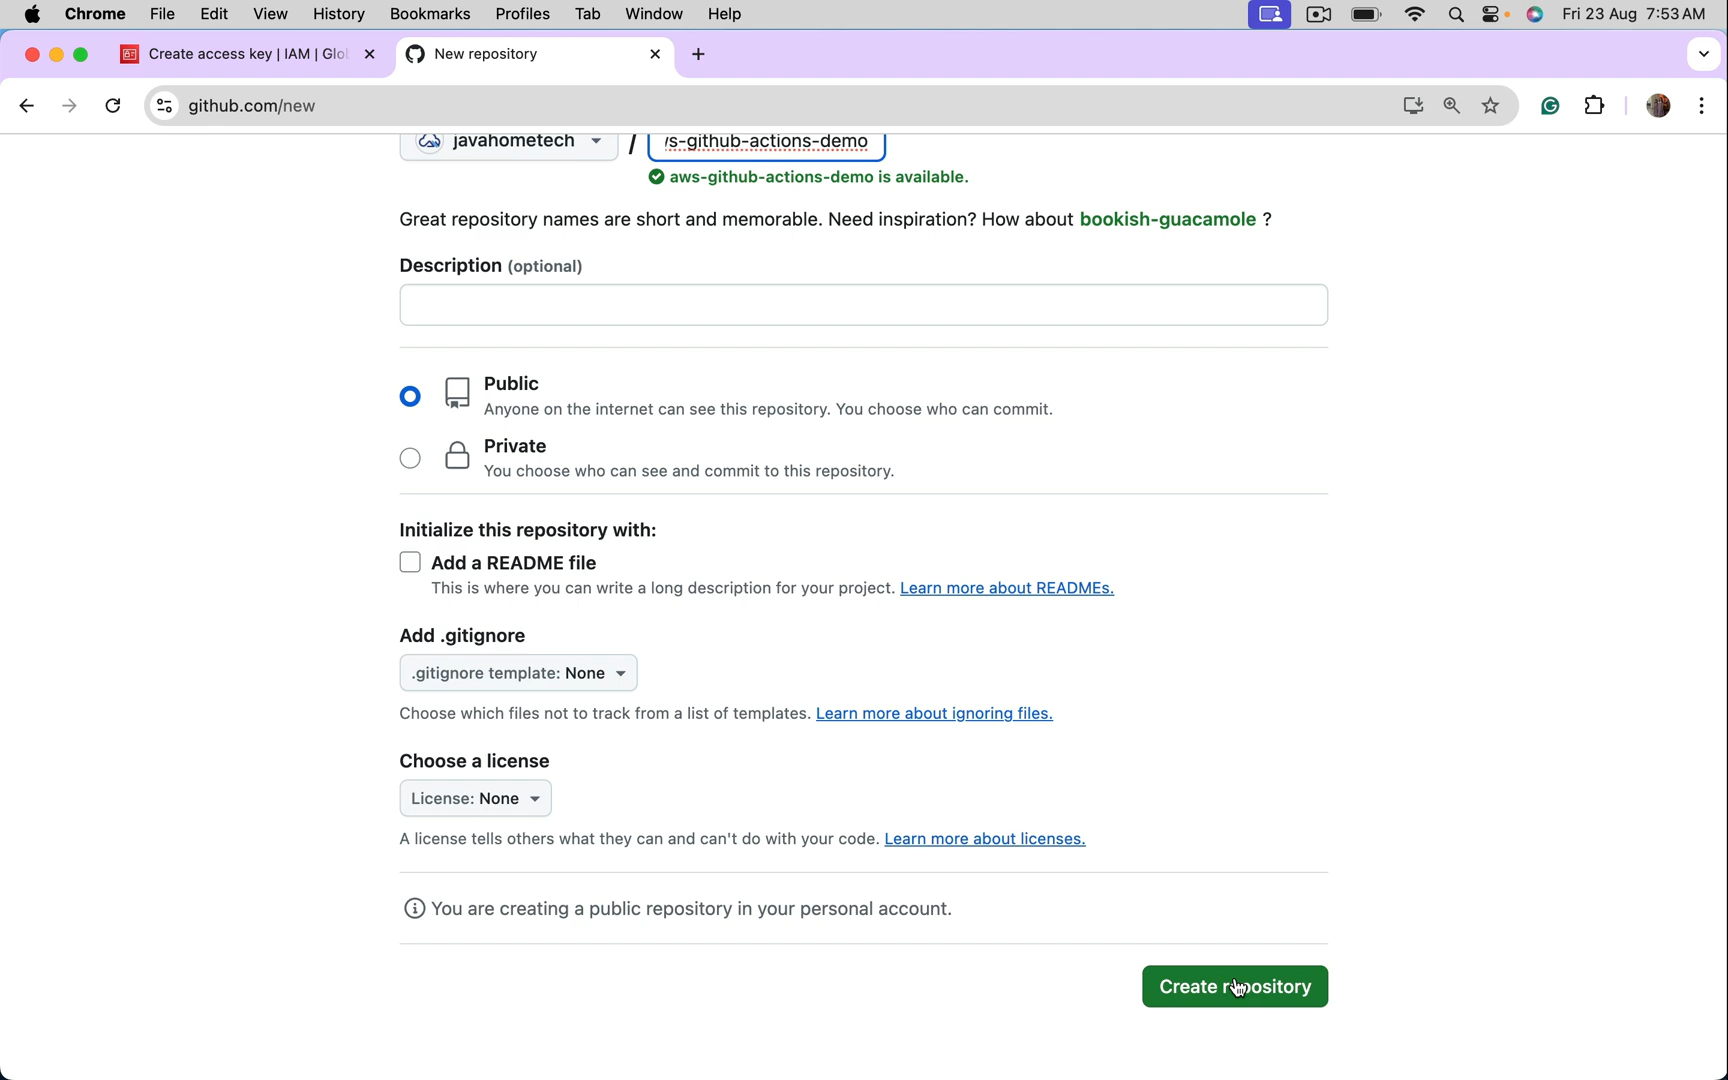 Chrome File Edit View History Bookmarks Profiles Tab Window Help Fri 23 Aug 7:53 AM
Create access key | IAM | Glo New repository
github.com/new
javahometech / /s-github-actions-demo
aws-github-actions-demo is available.
Great repository names are short and memorable. Need inspiration? How about bookish-guacamole ?
Description (optional)
Public
Anyone on the internet can see this repository. You choose who can commit.
Private
You choose who can see and commit to this repository.
Initialize this repository with:
Add a README file
This is where you can write a long description for your project. Learn more about READMEs.
Add .gitignore
.gitignore template: None
Choose which files not to track from a list of templates. Learn more about ignoring files.
Choose a license
License: None
A license tells others what they can and can't do with your code. Learn more about licenses.
You are creating a public repository in your personal account.
Create repository